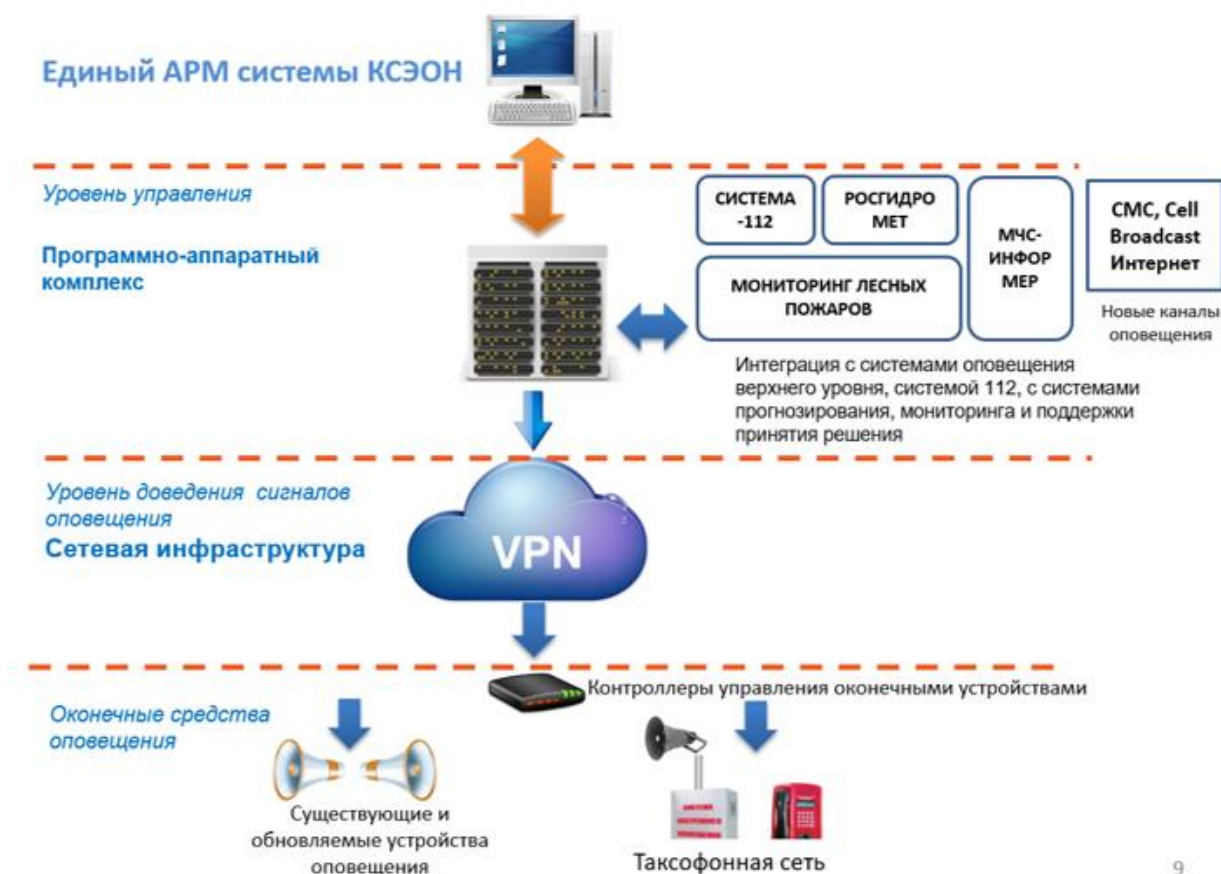 Единый АРМ системы КСЭОН
Уровень управления
Программно-аппаратный
комплекс
СИСТЕМА
-112
РОСГИДРО
МЕТ
МЧС-
ИНФОР
МЕР
МОНИТОРИНГ ЛЕСНЫХ
ПОЖАРОВ
СМС, Cell
Broadcast
Интернет
Новые каналы
оповещения
Интеграция с системами оповещения
верхнего уровня, системой 112, с системами
прогнозирования, мониторинга и поддержки
принятия решения
Уровень доведения сигналов
оповещения
Сетевая инфраструктура
VPN
Контроллеры управления оконечными устройствами
Оконечные средства
оповещения
Существующие и
обновляемые устройства
оповещения
Таксофонная сеть
9